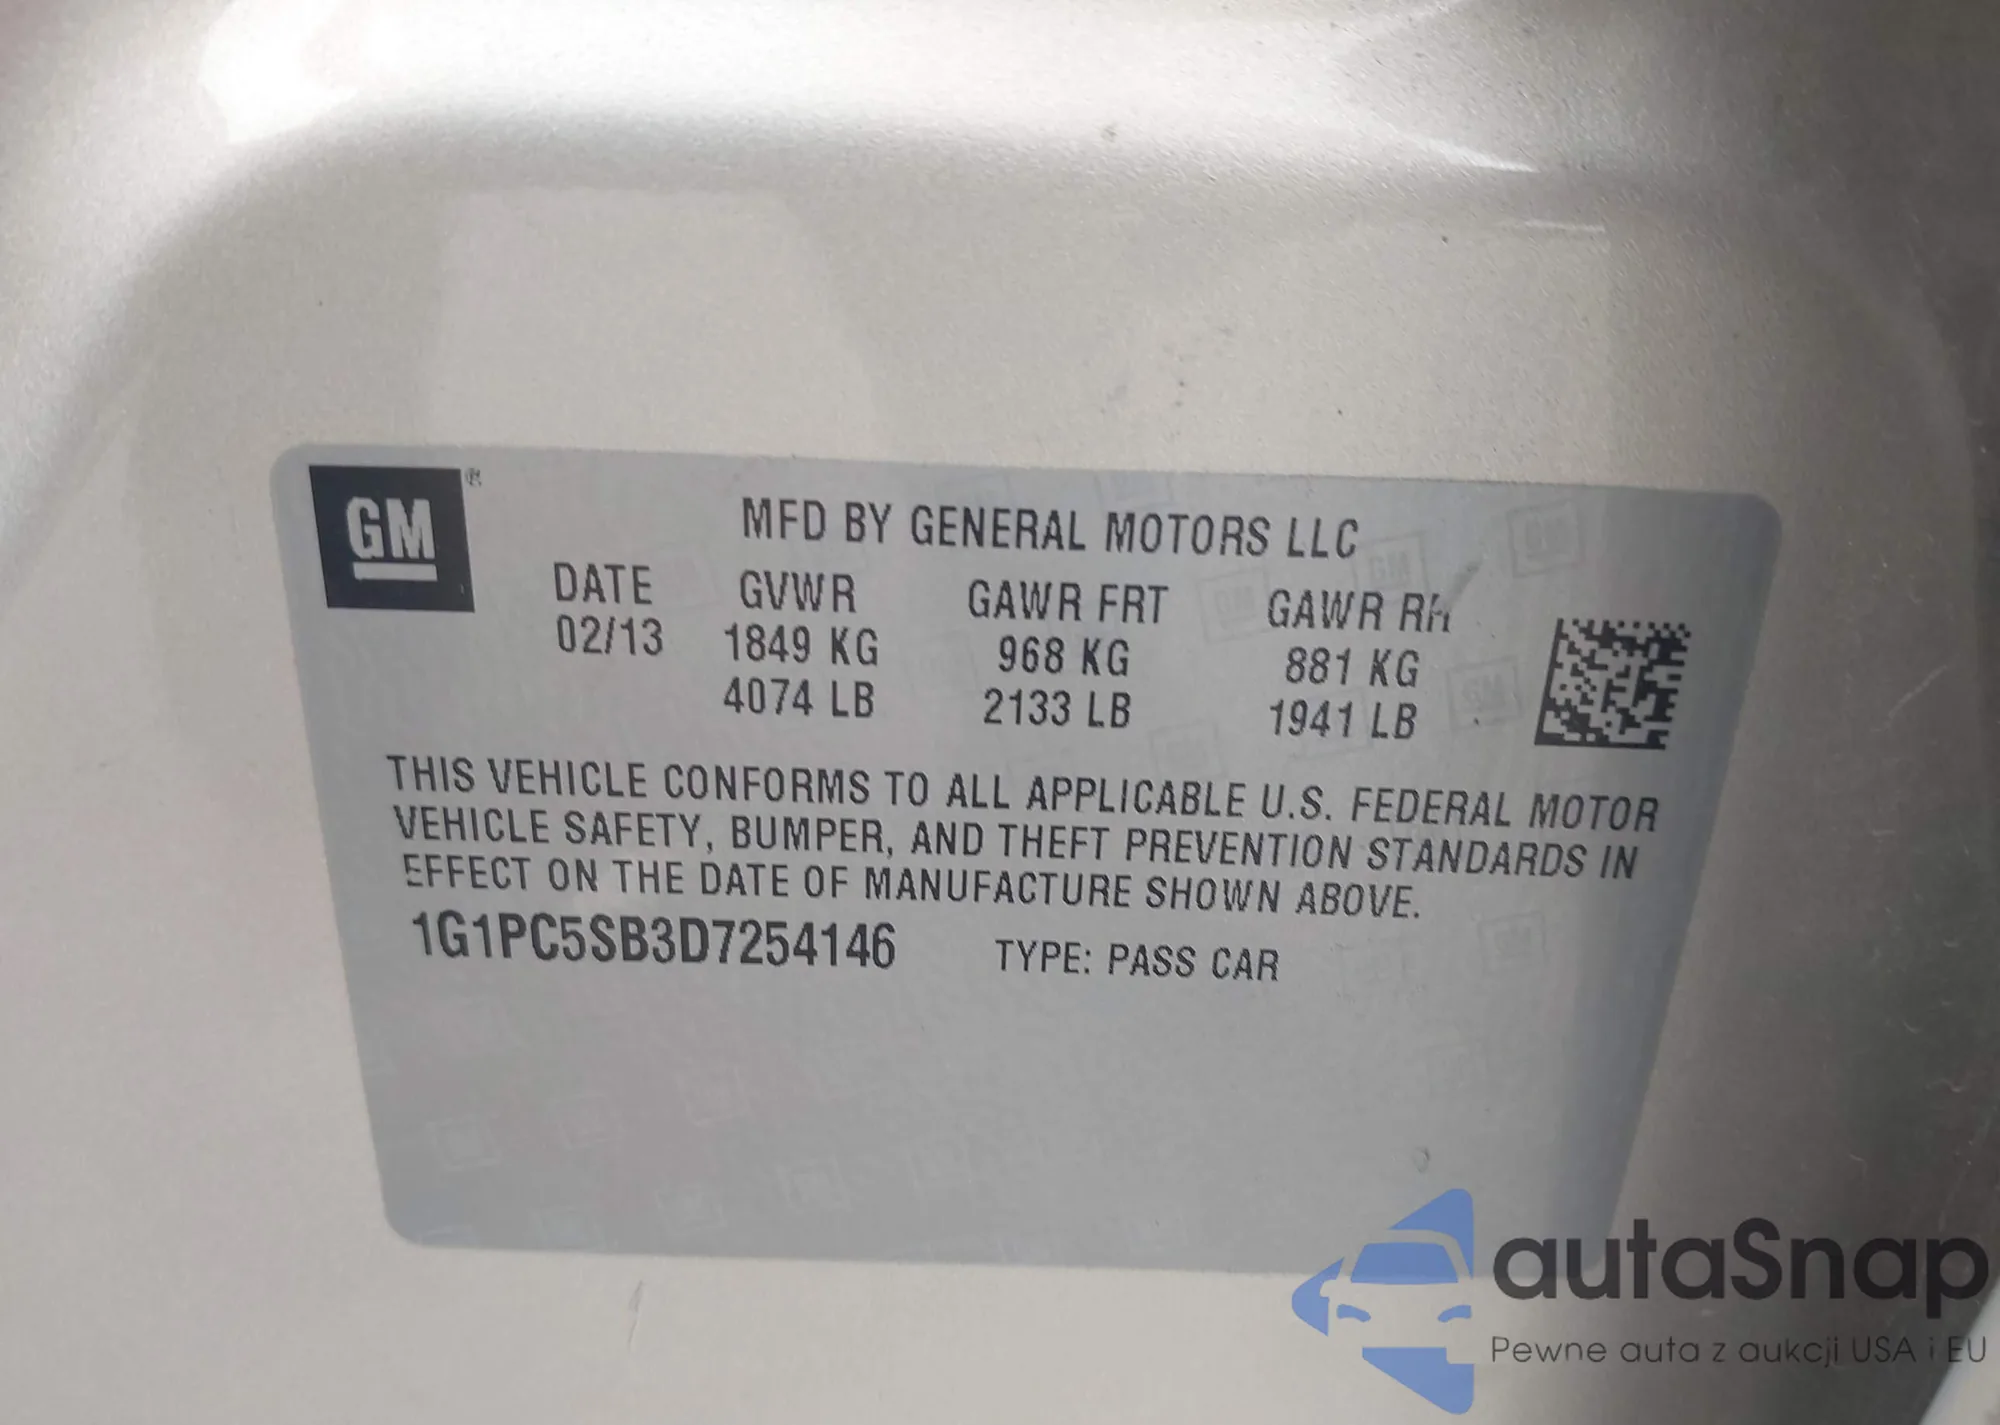 GM ®
MFD BY GENERAL MOTORS LLC
DATE GVWR GAWR FRT GAWR RR
02/13 1849 KG 968 KG 881 KG
4074 LB 2133 LB 1941 LB
THIS VEHICLE CONFORMS TO ALL APPLICABLE U.S. FEDERAL MOTOR
VEHICLE SAFETY, BUMPER, AND THEFT PREVENTION STANDARDS IN
EFFECT ON THE DATE OF MANUFACTURE SHOWN ABOVE.
1G1PC5SB3D7254146 TYPE: PASS CAR
autaSnap
Pewne auta z aukcji USA i EU